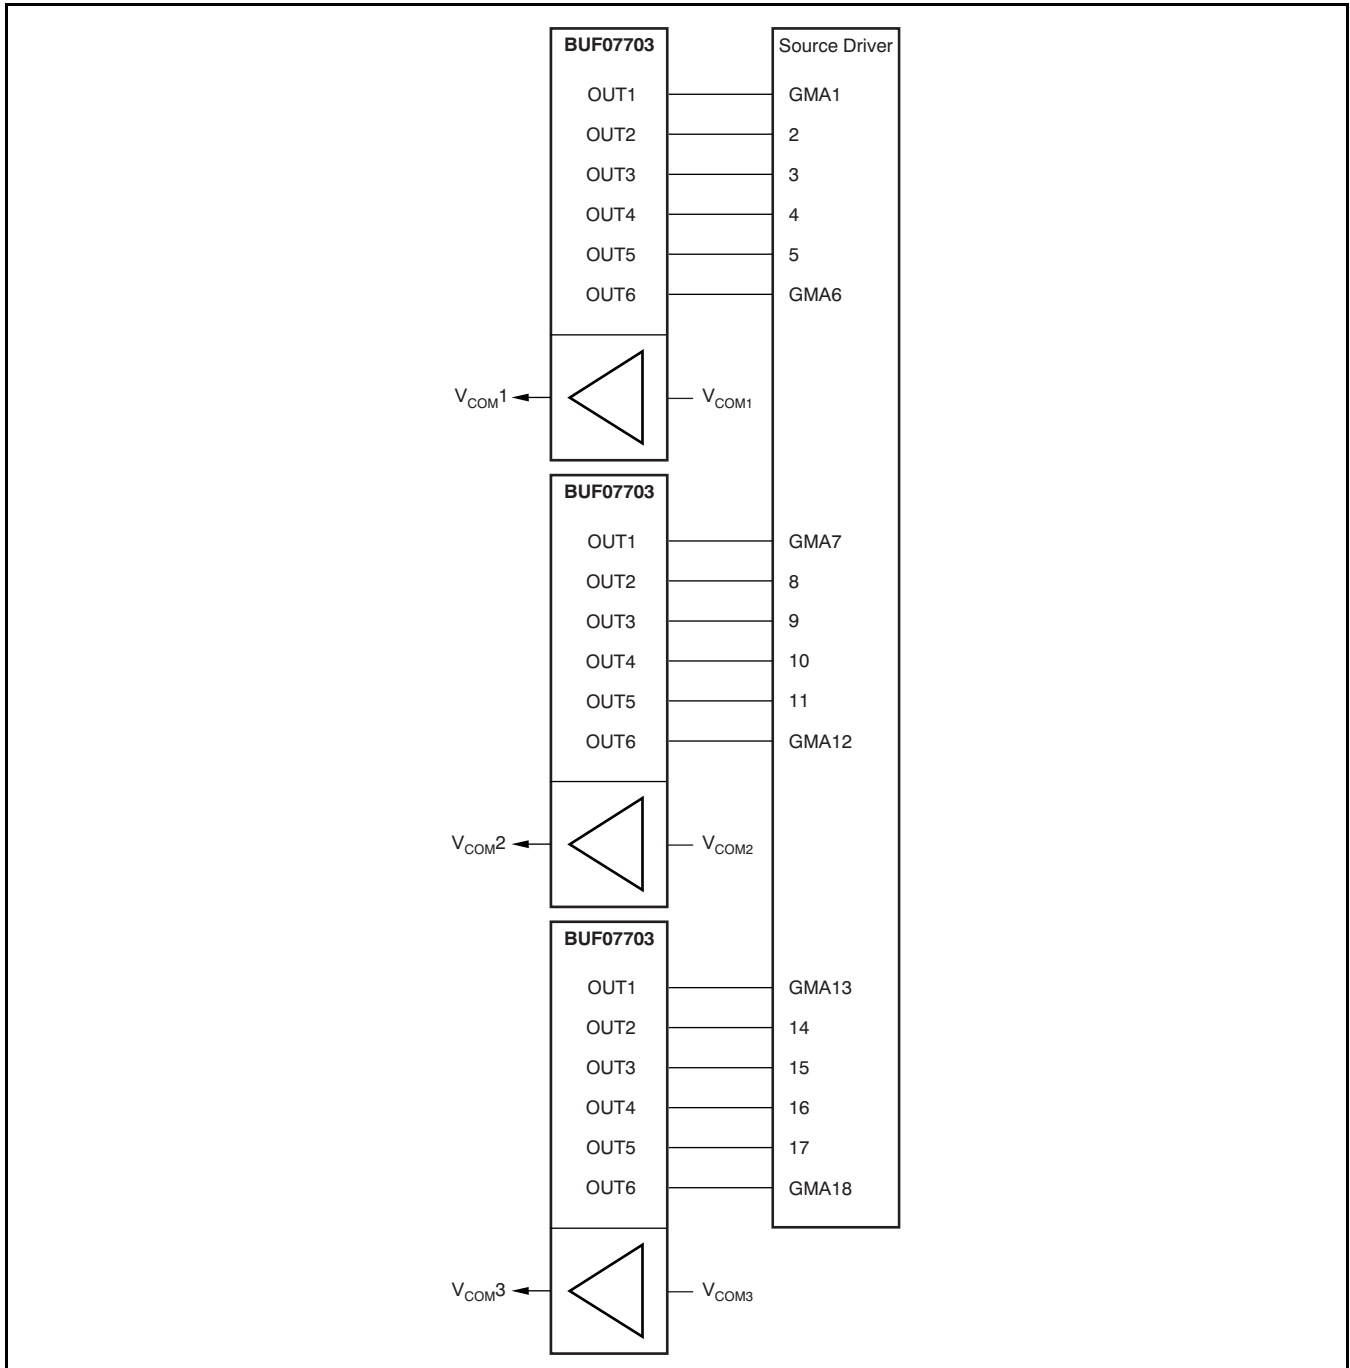 BUF07703 Source Driver
OUT1 GMA1
OUT2 2
OUT3 3
OUT4 4
OUT5 5
OUT6 GMA6
VCOM1 VCOM1
BUF07703
OUT1 GMA7
OUT2 8
OUT3 9
OUT4 10
OUT5 11
OUT6 GMA12
VCOM2 VCOM2
BUF07703
OUT1 GMA13
OUT2 14
OUT3 15
OUT4 16
OUT5 17
OUT6 GMA18
VCOM3 VCOM3